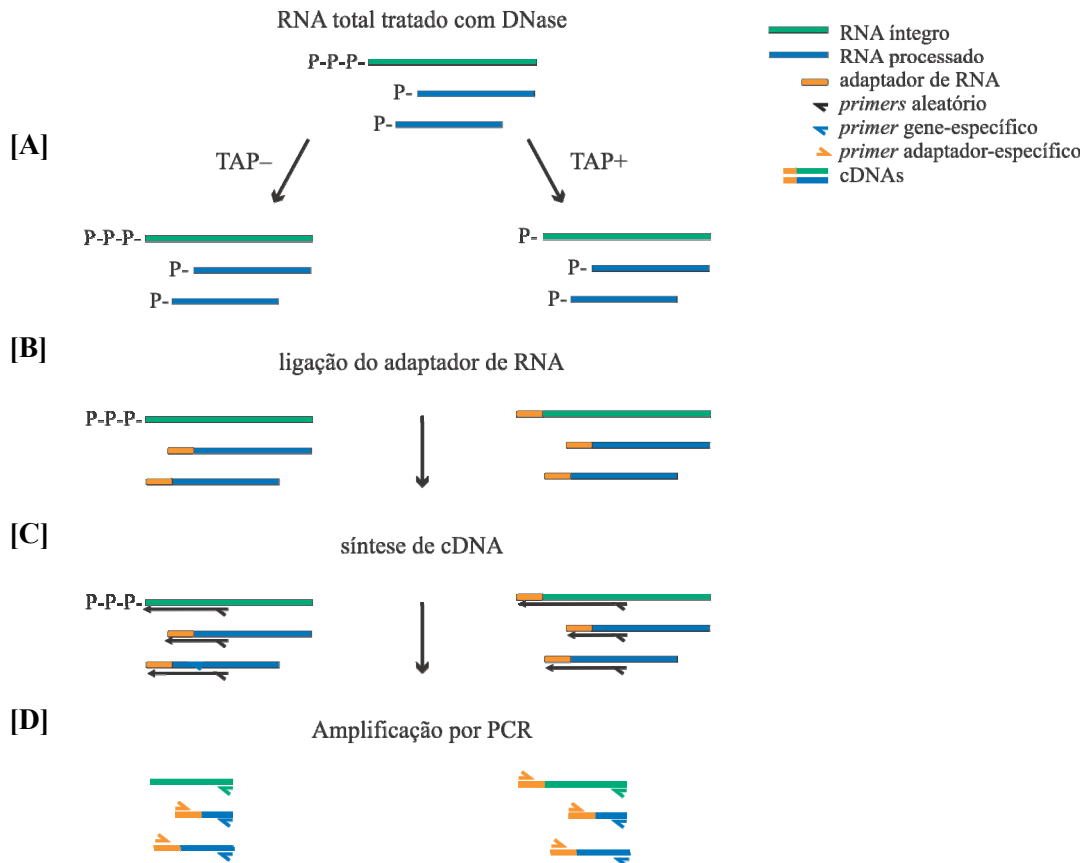 RNA total tratado com DNase
P-P-P-
P-
P-
RNA íntegro
RNA processado
adaptador de RNA
primers aleatório
primer gene-específico
primer adaptador-específico
cDNAs
[A]
TAP–
TAP+
P-P-P-
P-
P-
P-
P-
P-
[B]
ligação do adaptador de RNA
P-P-P-
[C]
síntese de cDNA
P-P-P-
[D]
Amplificação por PCR